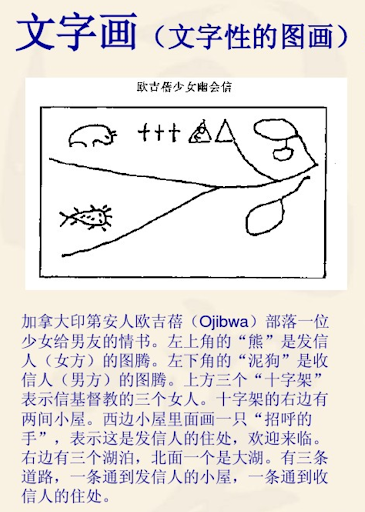 文字画（文字性的图画）
欧吉蓓少女幽会信
加拿大印第安人欧吉蓓（Ojibwa）部落一位
少女给男友的情书。左上角的“熊”是发信
人（女方）的图腾。左下角的“泥狗”是收
信人（男方）的图腾。上方三个“十字架”
表示信基督教的三个女人。十字架的右边有
两间小屋。西边小屋里面画一只“招呼的
手”，表示这是发信人的住处，欢迎来临。
右边有三个湖泊，北面一个是大湖。有三条
道路，一条通到发信人的小屋，一条通到收
信人的住处。